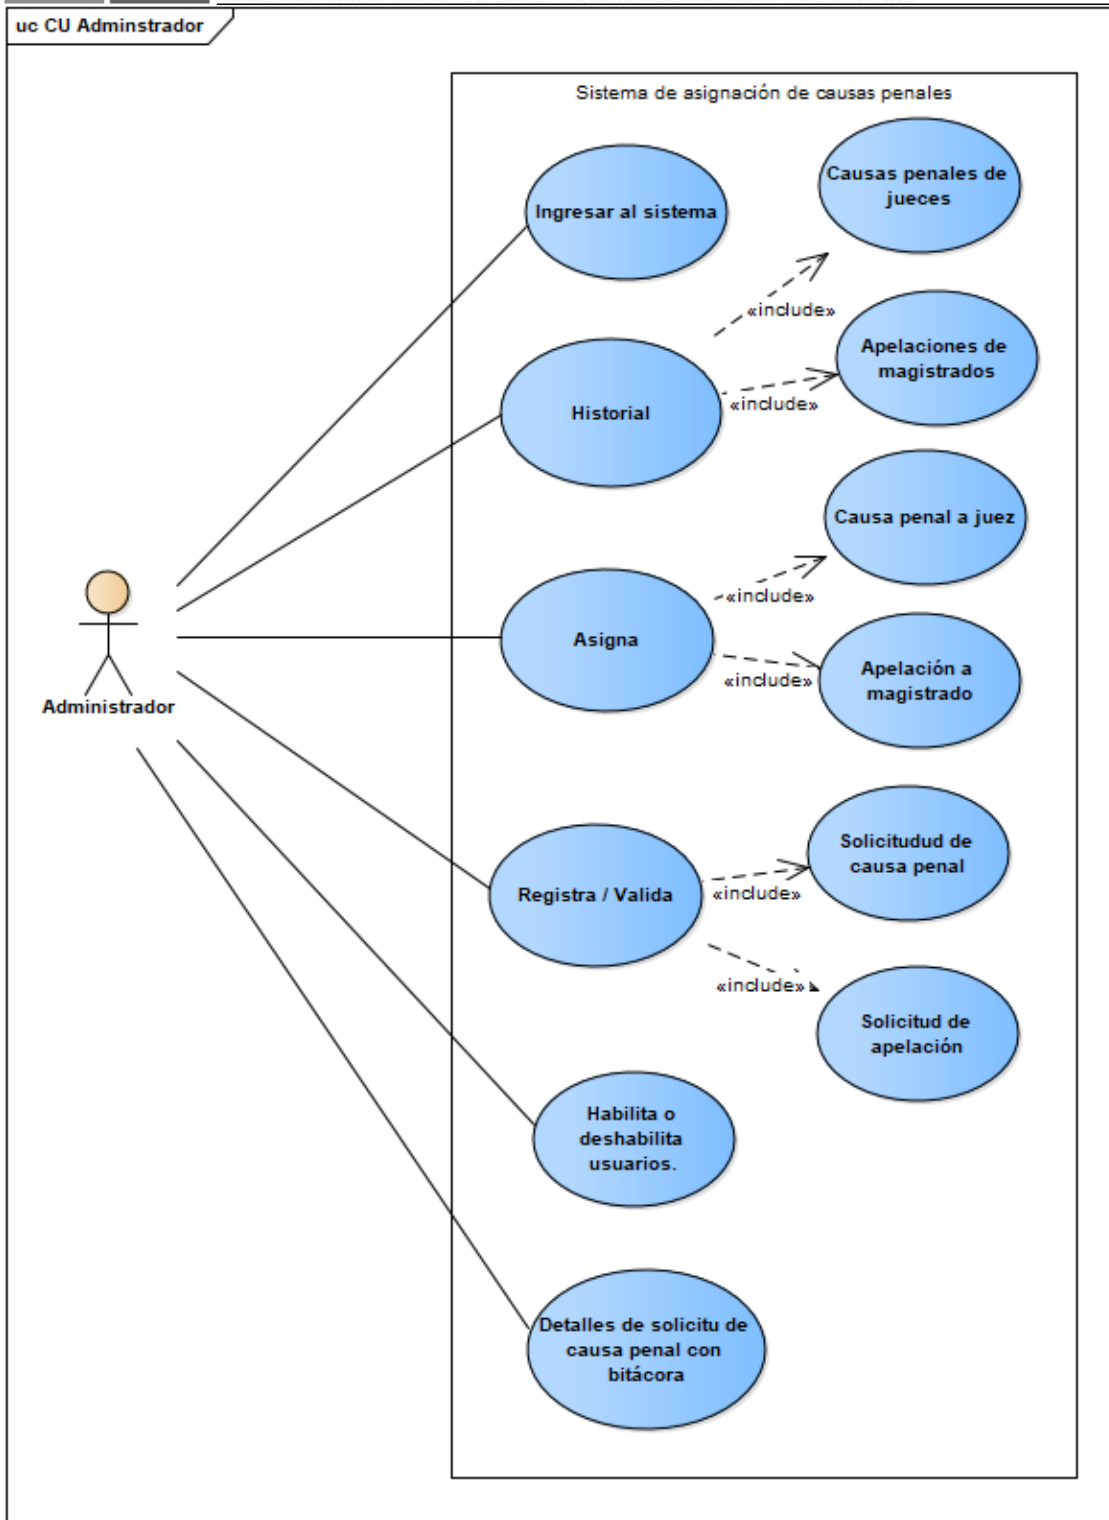 uc CU Adminstrador
Sistema de asignación de causas penales
Ingresar al sistema
Causas penales de
jueces
«include»
Historial
«include»
Apelaciones de
magistrados
Causa penal a juez
«include»
Asigna
«include»
Apelación a
magistrado
Administrador
Registra / Valida
«include»
Solicitudud de
causa penal
«include»
Solicitud de
apelación
Habilita o
deshabilita
usuarios.
Detalles de solicitu de
causa penal con
bitácora